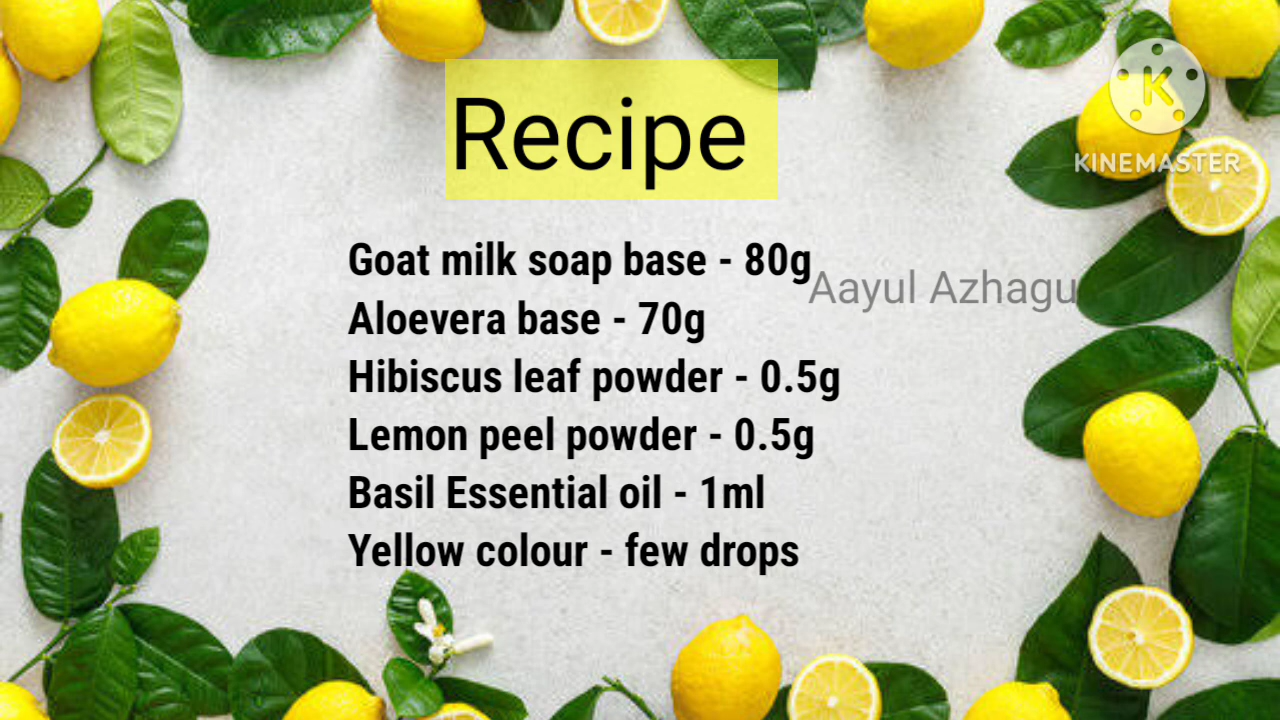 K
KINEMASTER
Recipe
Goat milk soap base - 80g
Aayul Azhagu
Aloevera base - 70g
Hibiscus leaf powder - 0.5g
Lemon peel powder - 0.5g
Basil Essential oil - 1ml
Yellow colour - few drops